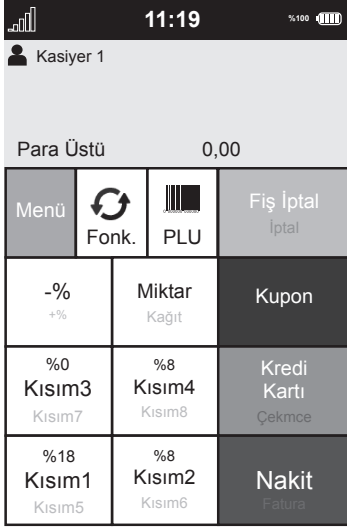 11:19 %100
Kasiyer 1
Para Üstü 0,00
Menü Fonk. PLU Fiş İptal
İptal
-% Miktar Kupon
+% Kağıt
%0 %8 Kredi
Kısım3 Kısım4 Kartı
Kısım7 Kısım8 Çekmce
%18 %8
Kısım1 Kısım2 Nakit
Kısım5 Kısım6 Fatura